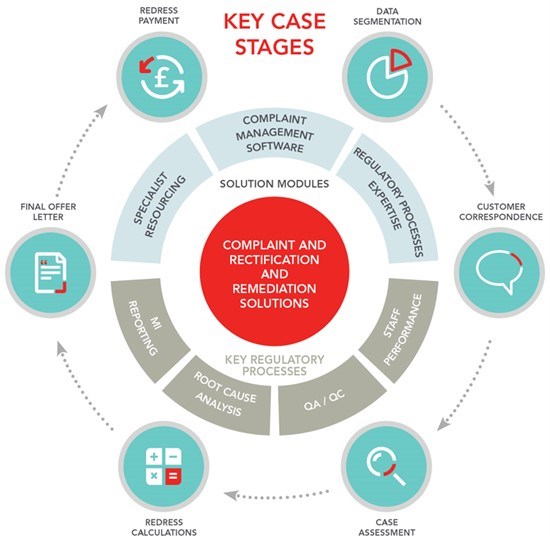 KEY CASE
STAGES
REDRESS
PAYMENT
DATA
SEGMENTATION
£
COMPLAINT
MANAGEMENT
SOFTWARE
SPECIALIST
RESOURCING
REGULATORY PROCESSES
EXPERTISE
SOLUTION MODULES
FINAL OFFER
LETTER
CUSTOMER
CORRESPONDENCE
COMPLAINT AND
RECTIFICATION
AND
REMEDIATION
SOLUTIONS
MI
REPORTING
STAFF
PERFORMANCE
KEY REGULATORY
PROCESSES
ROOT CAUSE
ANALYSIS
QA / QC
REDRESS
CALCULATIONS
CASE
ASSESSMENT